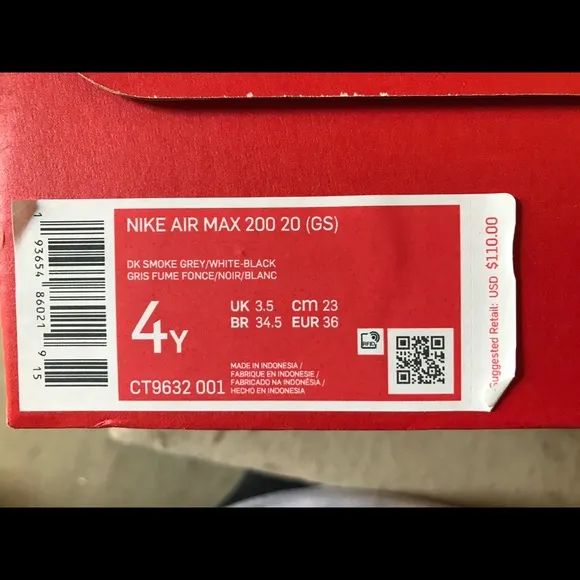 NIKE AIR MAX 200 20 (GS)
DK SMOKE GREY/WHITE-BLACK
GRIS FUME FONCE/NOIR/BLANC
4Y
UK 3.5 cm 23
BR 34.5 EUR 36
RFID
CT9632 001
MADE IN INDONESIA /
FABRIQUE EN INDONESIE /
FABRICADO NA INDONÉSIA /
HECHO EN INDONESIA
1 93654 86021 9 15
Suggested Retail: USD $110.00